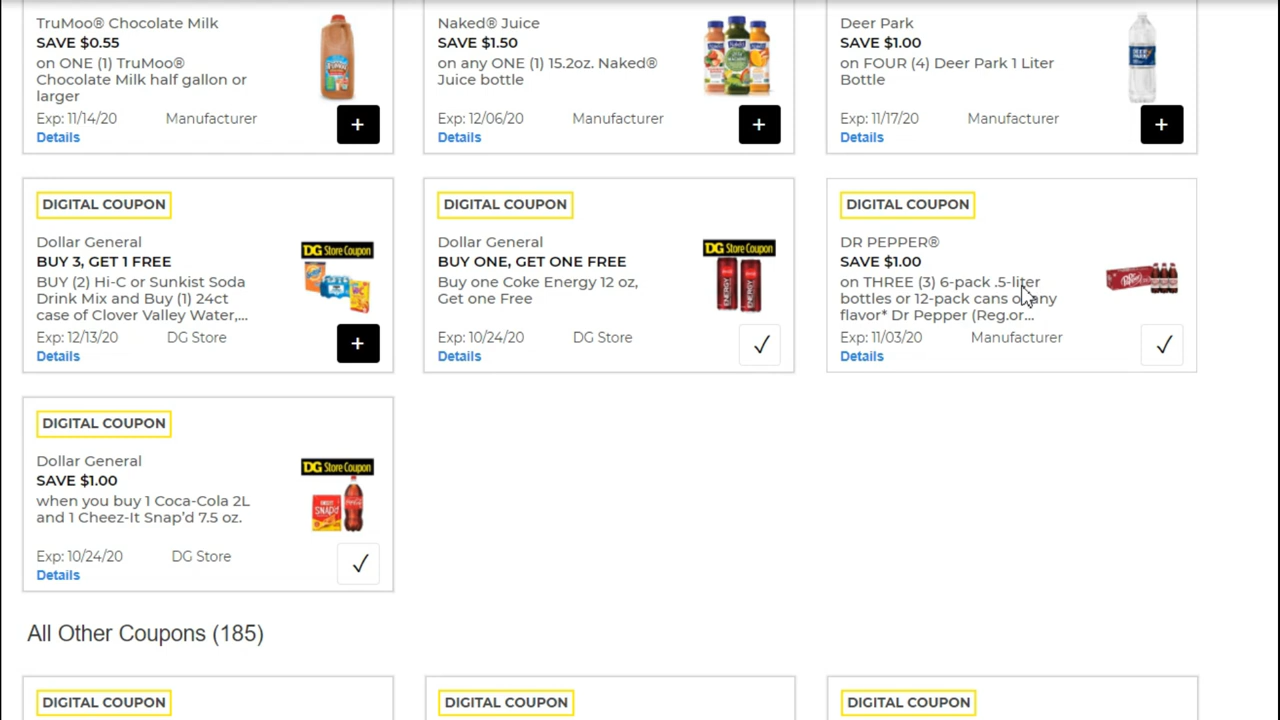 TruMoo® Chocolate Milk
SAVE $0.55
on ONE (1) TruMoo®
Chocolate Milk half gallon or
larger
Exp: 11/14/20 Manufacturer
Details
+
Naked® Juice
SAVE $1.50
on any ONE (1) 15.2oz. Naked®
Juice bottle
Exp: 12/06/20 Manufacturer
Details
+
Deer Park
SAVE $1.00
on FOUR (4) Deer Park 1 Liter
Bottle
Exp: 11/17/20 Manufacturer
Details
+
DIGITAL COUPON
Dollar General
BUY 3, GET 1 FREE
BUY (2) Hi-C or Sunkist Soda
Drink Mix and Buy (1) 24ct
case of Clover Valley Water,...
Exp: 12/13/20 DG Store
Details
DG Store Coupon
+
DIGITAL COUPON
Dollar General
BUY ONE, GET ONE FREE
Buy one Coke Energy 12 oz,
Get one Free
Exp: 10/24/20 DG Store
Details
DG Store Coupon
ENERGY
DIGITAL COUPON
DR PEPPER®
SAVE $1.00
on THREE (3) 6-pack .5-liter
bottles or 12-pack cans of any
flavor* Dr Pepper (Reg.or...
Exp: 11/03/20 Manufacturer
Details
DIGITAL COUPON
Dollar General
SAVE $1.00
when you buy 1 Coca-Cola 2L
and 1 Cheez-It Snap'd 7.5 oz.
Exp: 10/24/20 DG Store
Details
DG Store Coupon
SNAP'd
All Other Coupons (185)
DIGITAL COUPON
DIGITAL COUPON
DIGITAL COUPON